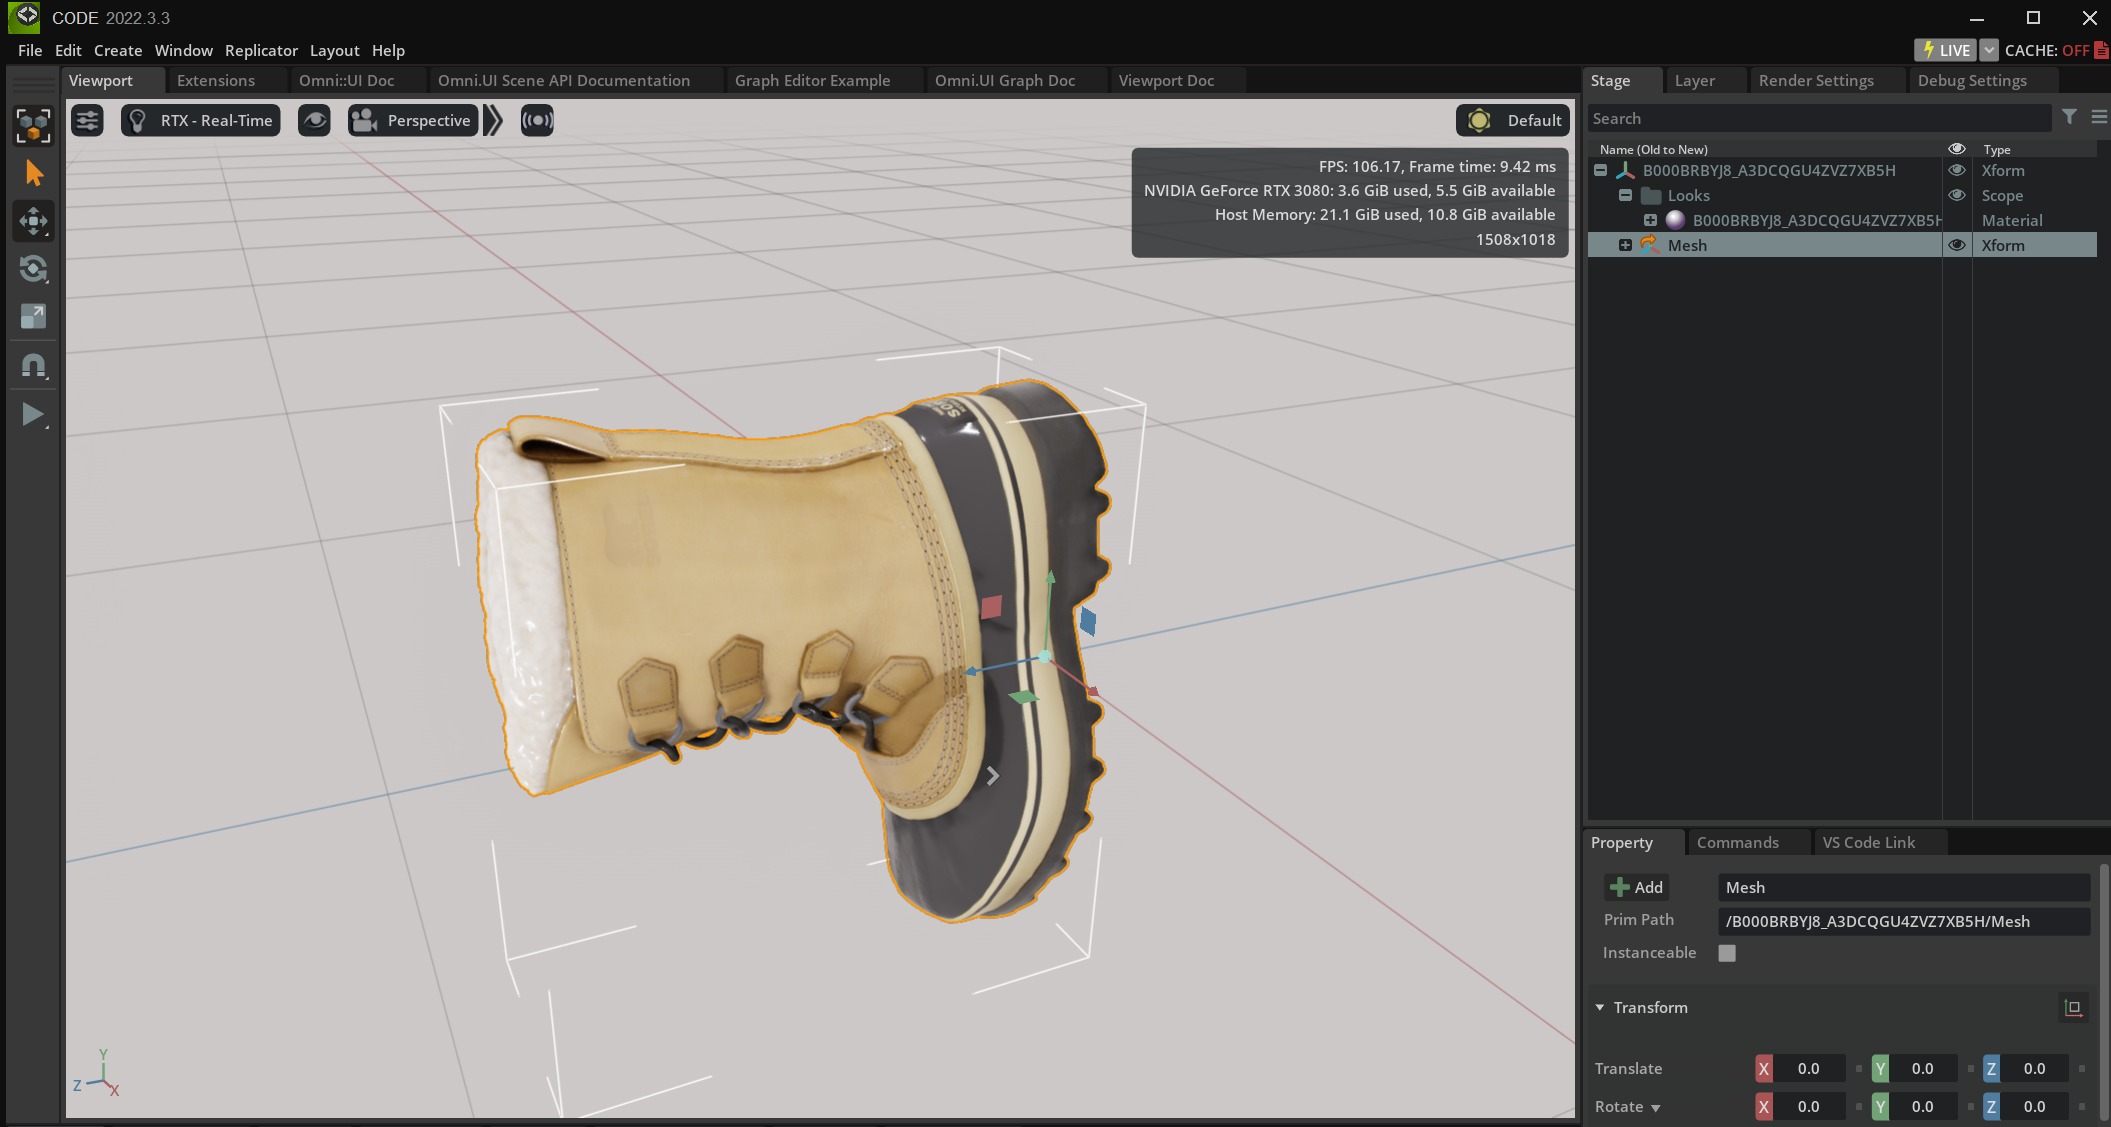 CODE 2022.3.3
File Edit Create Window Replicator Layout Help
LIVE CACHE: OFF
Viewport Extensions Omni::UI Doc Omni.UI Scene API Documentation Graph Editor Example Omni.UI Graph Doc Viewport Doc
RTX - Real-Time Perspective Default
FPS: 106.17, Frame time: 9.42 ms
NVIDIA GeForce RTX 3080: 3.6 GiB used, 5.5 GiB available
Host Memory: 21.1 GiB used, 10.8 GiB available
1508x1018
Y
Z
X
Stage Layer Render Settings Debug Settings
Search
Name (Old to New) Type
B000BRBYJ8_A3DCQGU4ZVZ7XB5H Xform
Looks Scope
B000BRBYJ8_A3DCQGU4ZVZ7XB5H Material
Mesh Xform
Property Commands VS Code Link
Add Mesh
Prim Path /B000BRBYJ8_A3DCQGU4ZVZ7XB5H/Mesh
Instanceable
Transform
Translate X 0.0 Y 0.0 Z 0.0
Rotate X 0.0 Y 0.0 Z 0.0